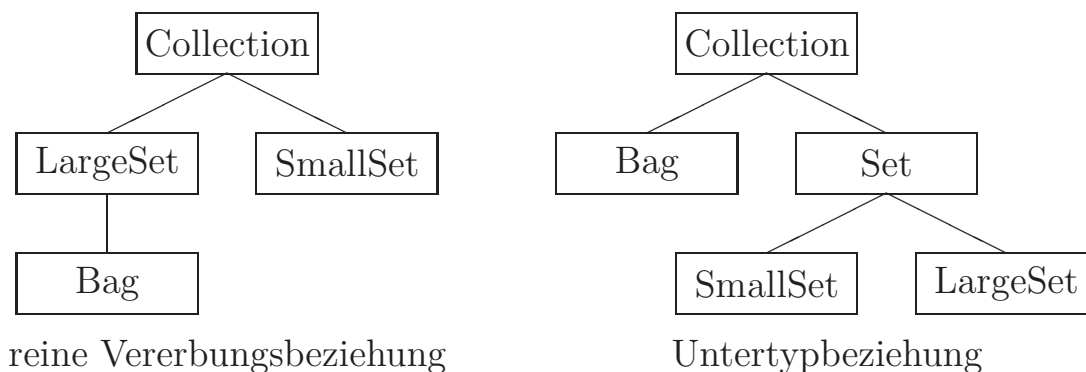 Collection
LargeSet SmallSet
Bag
reine Vererbungsbeziehung
Collection
Bag Set
SmallSet LargeSet
Untertypbeziehung